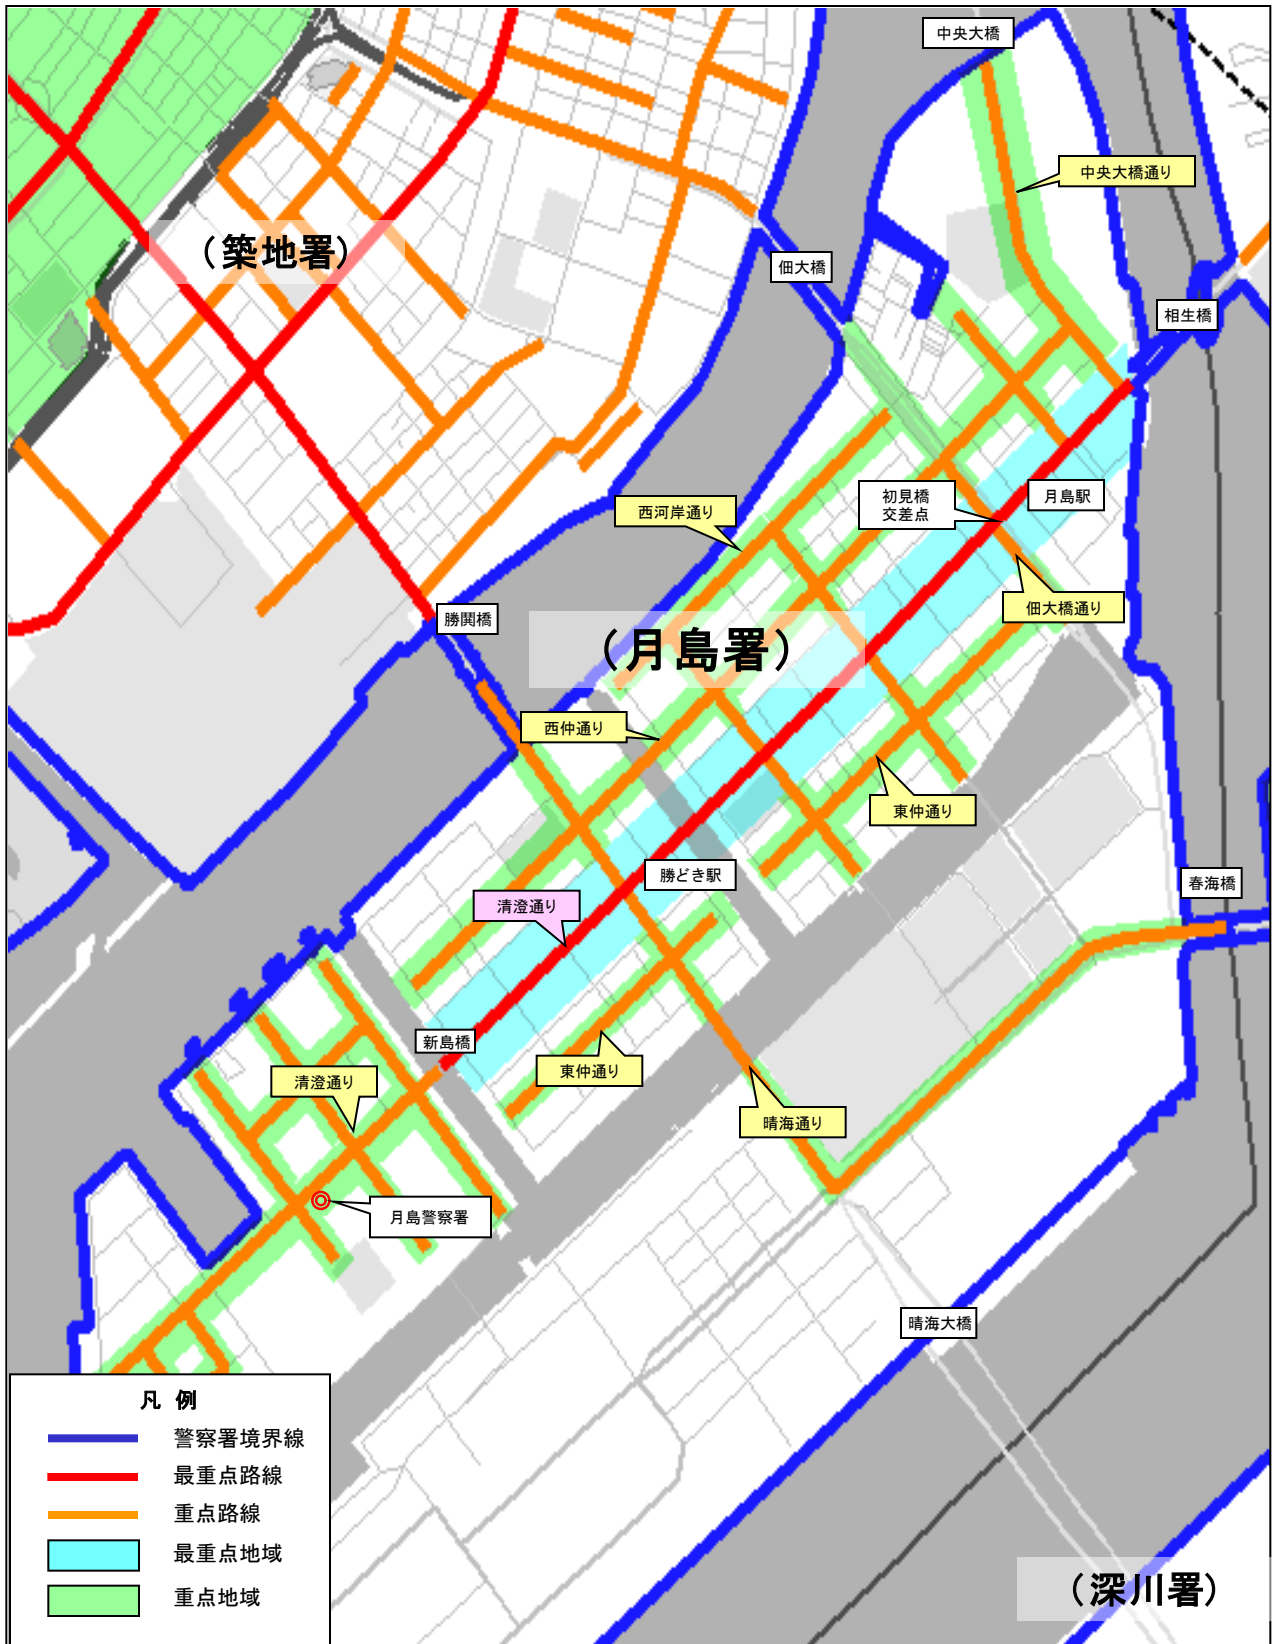 中央大橋
中央大橋通り
（築地署）
佃大橋
相生橋
西河岸通り
初見橋
交差点
月島駅
佃大橋通り
勝鬨橋
（月島署）
西仲通り
東仲通り
勝どき駅
春海橋
清澄通り
新島橋
東仲通り
清澄通り
晴海通り
月島警察署
晴海大橋
凡 例
警察署境界線
最重点路線
重点路線
最重点地域
重点地域
（深川署）